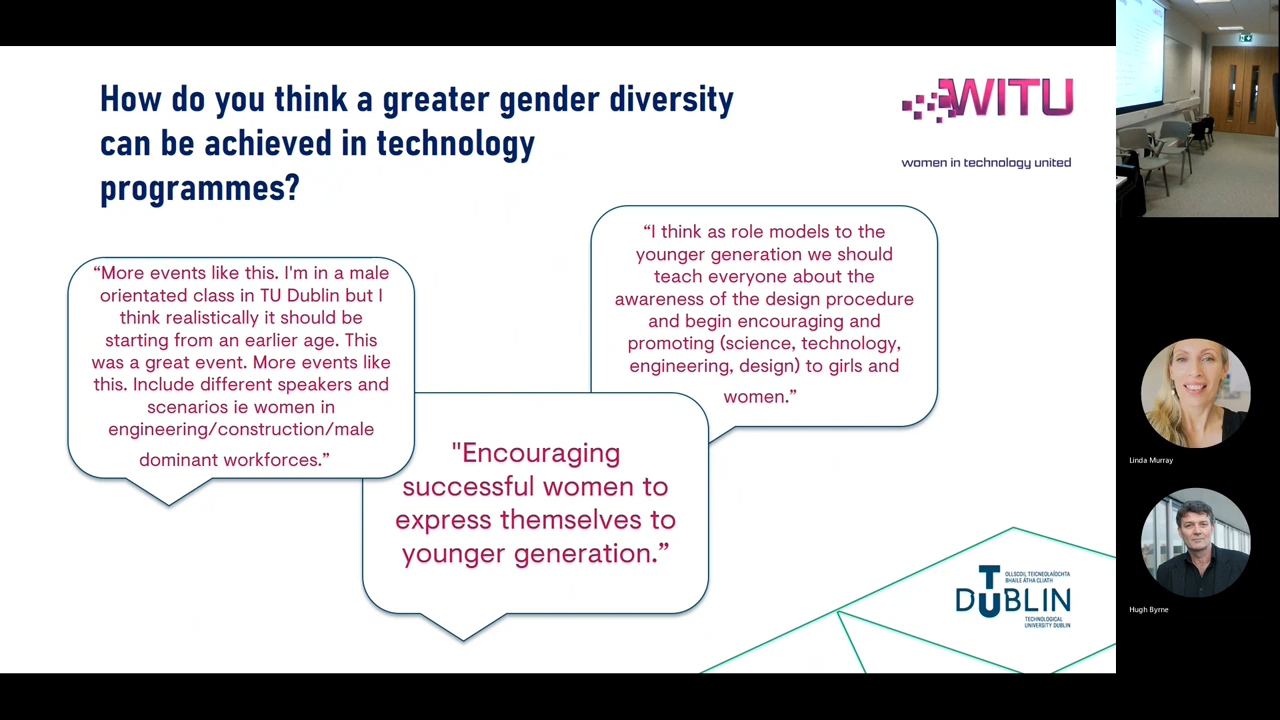 How do you think a greater gender diversity
can be achieved in technology
programmes?
WITU
women in technology united
“More events like this. I'm in a male
orientated class in TU Dublin but I
think realistically it should be
starting from an earlier age. This
was a great event. More events like
this. Include different speakers and
scenarios ie women in
engineering/construction/male
dominant workforces.”
"Encouraging
successful women to
express themselves to
younger generation.”
“I think as role models to the
younger generation we should
teach everyone about the
awareness of the design procedure
and begin encouraging and
promoting (science, technology,
engineering, design) to girls and
women.”
OLLSCOIL TEICNEOLAÍOCHTA
BHAILE ÁTHA CLIATH
TU DUBLIN
TECHNOLOGICAL
UNIVERSITY DUBLIN
Linda Murray
Hugh Byrne